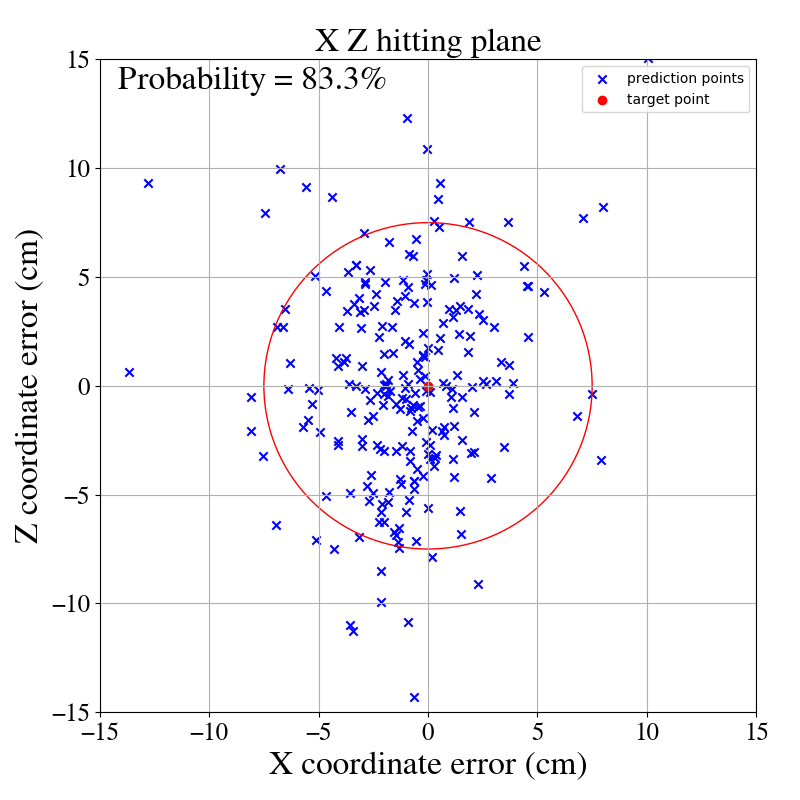 X Z hitting plane
Probability = 83.3%
prediction points
target point
15
10
5
0
−5
−10
−15
Z coordinate error (cm)
−15 −10 −5 0 5 10 15
X coordinate error (cm)